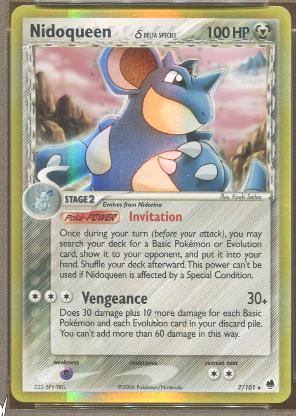 Nidoqueen δ DELTA SPECIES 100 HP
Illus. Kouki Saitou
STAGE 2 Evolves from Nidorina
Poké-POWER Invitation
Once during your turn (before your attack), you may
search your deck for a Basic Pokémon or Evolution
card, show it to your opponent, and put it into your
hand. Shuffle your deck afterward. This power can't be used
if Nidoqueen is affected by a Special Condition.
Vengeance 30+
Does 30 damage plus 10 more damage for each Basic
Pokémon and each Evolution card in your discard pile.
You can't add more than 60 damage in this way.
weakness resistance retreat cost
©2006 Pokémon/Nintendo 7/101 ★